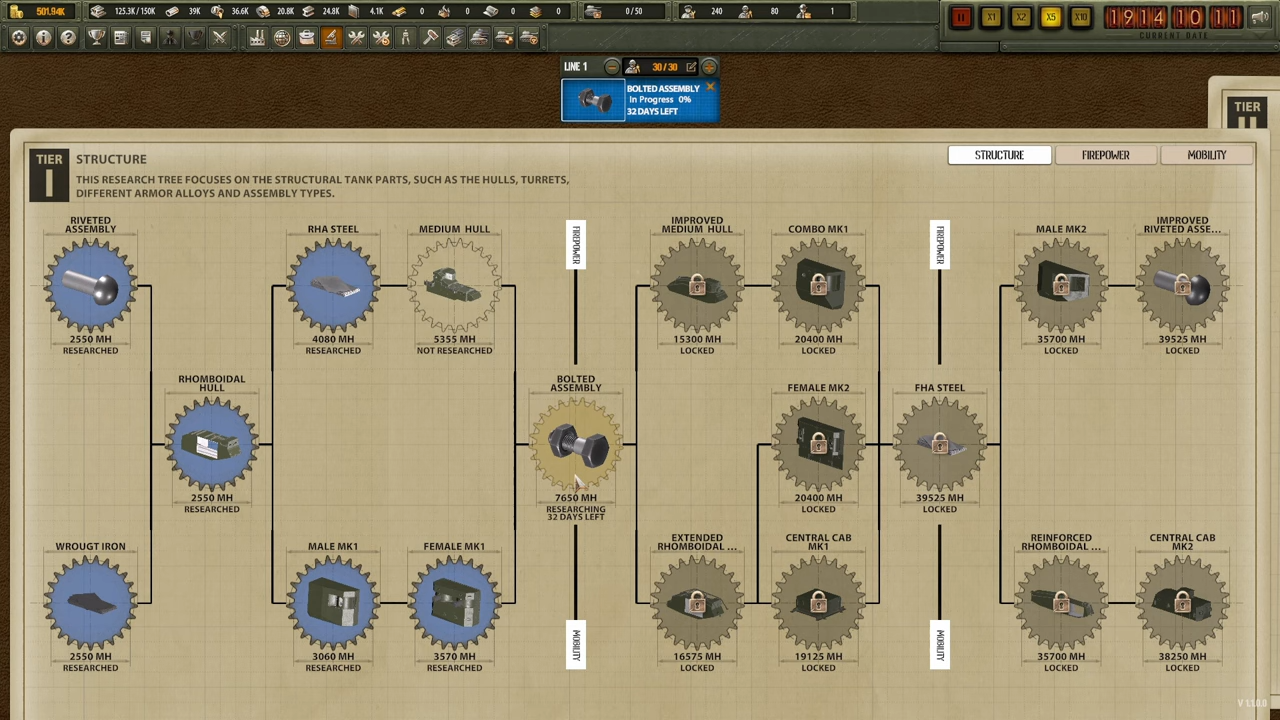 501.94K 125.3K/150K 39K 36.6K 20.8K 24.8K 4.1K 0 0 0 0 0/50 240 80 1
X1 X2 X5 X10 1914 10 11
CURRENT DATE
LINE 1 30/30
BOLTED ASSEMBLY
In Progress 0%
32 DAYS LEFT
TIER
II
TIER
I
STRUCTURE
THIS RESEARCH TREE FOCUSES ON THE STRUCTURAL TANK PARTS, SUCH AS THE HULLS, TURRETS,
DIFFERENT ARMOR ALLOYS AND ASSEMBLY TYPES.
STRUCTURE FIREPOWER MOBILITY
RIVETED
ASSEMBLY
2550 MH
RESEARCHED
WROUGT IRON
2550 MH
RESEARCHED
RHOMBOIDAL
HULL
2550 MH
RESEARCHED
RHA STEEL
4080 MH
RESEARCHED
MEDIUM HULL
5355 MH
NOT RESEARCHED
MALE MK1
3060 MH
RESEARCHED
FEMALE MK1
3570 MH
RESEARCHED
FIREPOWER
BOLTED
ASSEMBLY
7650 MH
RESEARCHING
32 DAYS LEFT
MOBILITY
IMPROVED
MEDIUM HULL
15300 MH
LOCKED
COMBO MK1
20400 MH
LOCKED
FEMALE MK2
20400 MH
LOCKED
EXTENDED
RHOMBOIDAL ...
16575 MH
LOCKED
CENTRAL CAB
MK1
19125 MH
LOCKED
FIREPOWER
FHA STEEL
39525 MH
LOCKED
MOBILITY
MALE MK2
35700 MH
LOCKED
IMPROVED
RIVETED ASSE...
39525 MH
LOCKED
REINFORCED
RHOMBOIDAL ...
35700 MH
LOCKED
CENTRAL CAB
MK2
38250 MH
LOCKED
V 1.1.0.0